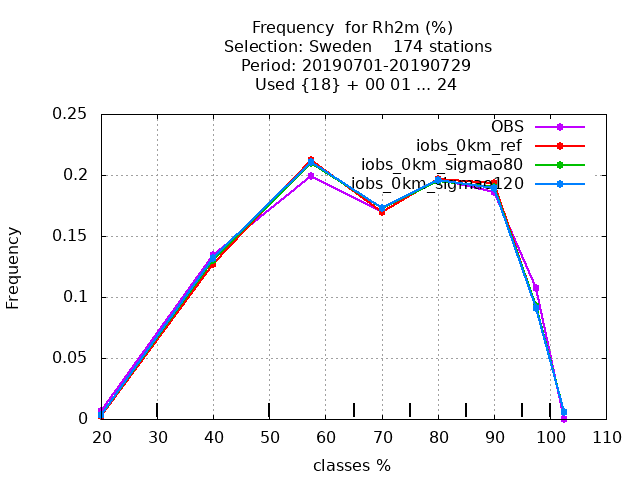 Frequency  for Rh2m (%)
Selection: Sweden    174 stations
Period: 20190701-20190729
Used {18} + 00 01 ... 24
OBS
iobs_0km_ref
iobs_0km_sigmao80
iobs_0km_sigmao120
0.25
0.2
0.15
0.1
0.05
0
Frequency
20 30 40 50 60 70 80 90 100 110
classes %